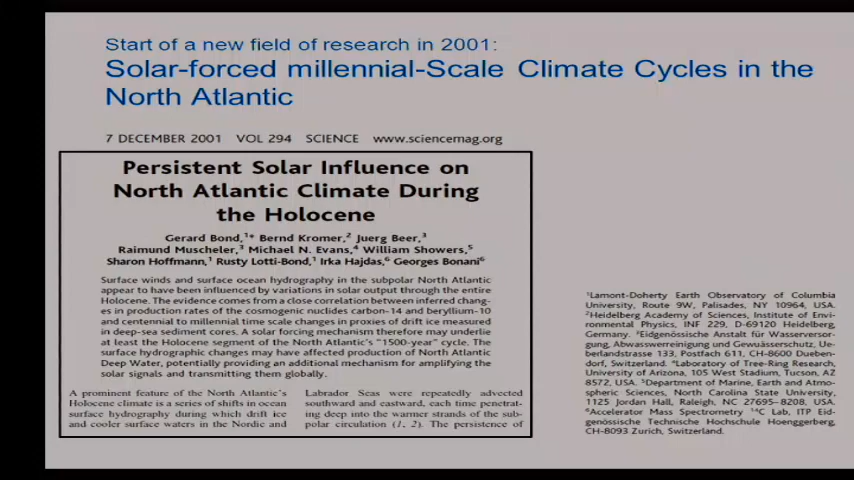 Start of a new field of research in 2001:
Solar-forced millennial-Scale Climate Cycles in the
North Atlantic
7 DECEMBER 2001 VOL 294 SCIENCE www.sciencemag.org
Persistent Solar Influence on
North Atlantic Climate During
the Holocene
Gerard Bond,¹* Bernd Kromer,² Juerg Beer,³
Raimund Muscheler,³ Michael N. Evans,⁴ William Showers,⁵
Sharon Hoffmann,¹ Rusty Lotti-Bond,¹ Irka Hajdas,⁶ Georges Bonani⁶
Surface winds and surface ocean hydrography in the subpolar North Atlantic
appear to have been influenced by variations in solar output through the entire
Holocene. The evidence comes from a close correlation between inferred chang-
es in production rates of the cosmogenic nuclides carbon-14 and beryllium-10
and centennial to millennial time scale changes in proxies of drift ice measured
in deep-sea sediment cores. A solar forcing mechanism therefore may underlie
at least the Holocene segment of the North Atlantic's "1500-year" cycle. The
surface hydrographic changes may have affected production of North Atlantic
Deep Water, potentially providing an additional mechanism for amplifying the
solar signals and transmitting them globally.
A prominent feature of the North Atlantic's
Holocene climate is a series of shifts in ocean
surface hydrography during which drift ice
and cooler surface waters in the Nordic and
Labrador Seas were repeatedly advected
southward and eastward, each time penetrat-
ing deep into the warmer strands of the sub-
polar circulation (1, 2). The persistence of
¹Lamont-Doherty Earth Observatory of Columbia
University, Route 9W, Palisades, NY 10964, USA.
²Heidelberg Academy of Sciences, Institute of Envi-
ronmental Physics, INF 229, D-69120 Heidelberg,
Germany. ³Eidgenössische Anstalt für Wasserversor-
gung, Abwasserreinigung und Gewässerschutz, Ue-
berlandstrasse 133, Postfach 611, CH-8600 Dueben-
dorf, Switzerland. ⁴Laboratory of Tree-Ring Research,
University of Arizona, 105 West Stadium, Tucson, AZ
8572, USA. ⁵Department of Marine, Earth and Atmo-
spheric Sciences, North Carolina State University,
1125 Jordan Hall, Raleigh, NC 27695–8208, USA.
⁶Accelerator Mass Spectrometry ¹⁴C Lab, ITP Eid-
genössische Technische Hochschule Hoenggerberg,
CH-8093 Zurich, Switzerland.